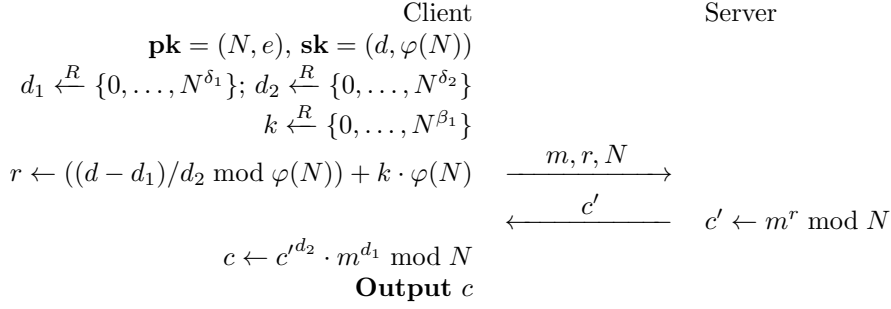 Client Server
pk = (N, e), sk = (d, φ(N))
d₁ ←ᴿ {0, …, N^{δ₁}}; d₂ ←ᴿ {0, …, N^{δ₂}}
k ←ᴿ {0, …, N^{β₁}}
r ← ((d − d₁)/d₂ mod φ(N)) + k · φ(N) m, r, N
c′ c′ ← m^r mod N
c ← c′^{d₂} · m^{d₁} mod N
Output c